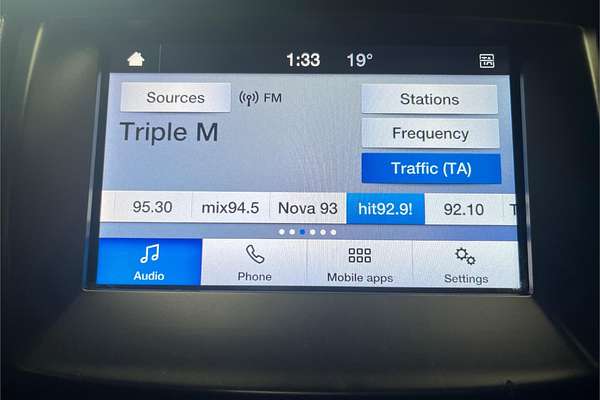 1:33 19°
Sources FM Stations
Triple M Frequency
Traffic (TA)
95.30 mix94.5 Nova 93 hit92.9! 92.10
Audio Phone Mobile apps Settings